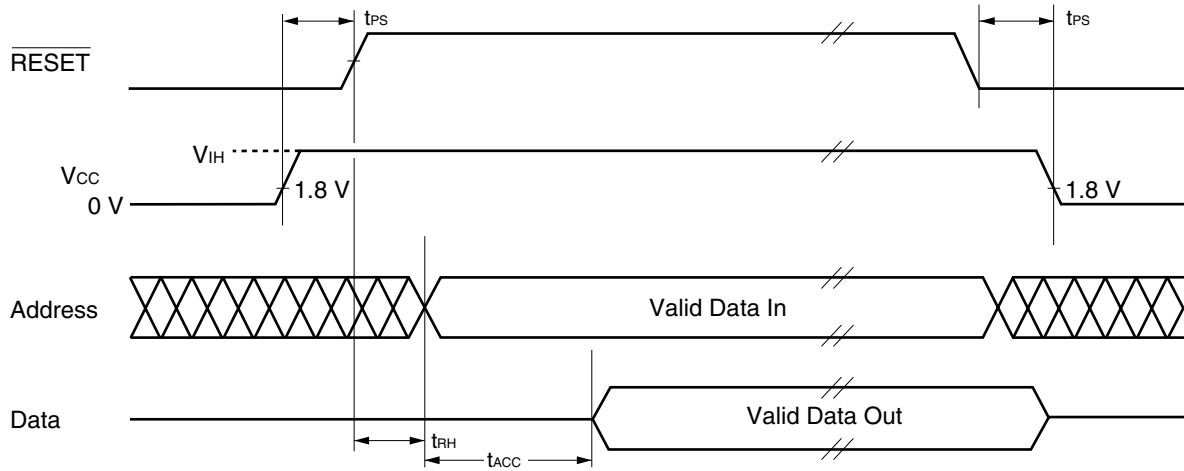 tPS tPS
RESET
VIH
VCC
0 V 1.8 V 1.8 V
Address Valid Data In
Data Valid Data Out
tRH
tACC